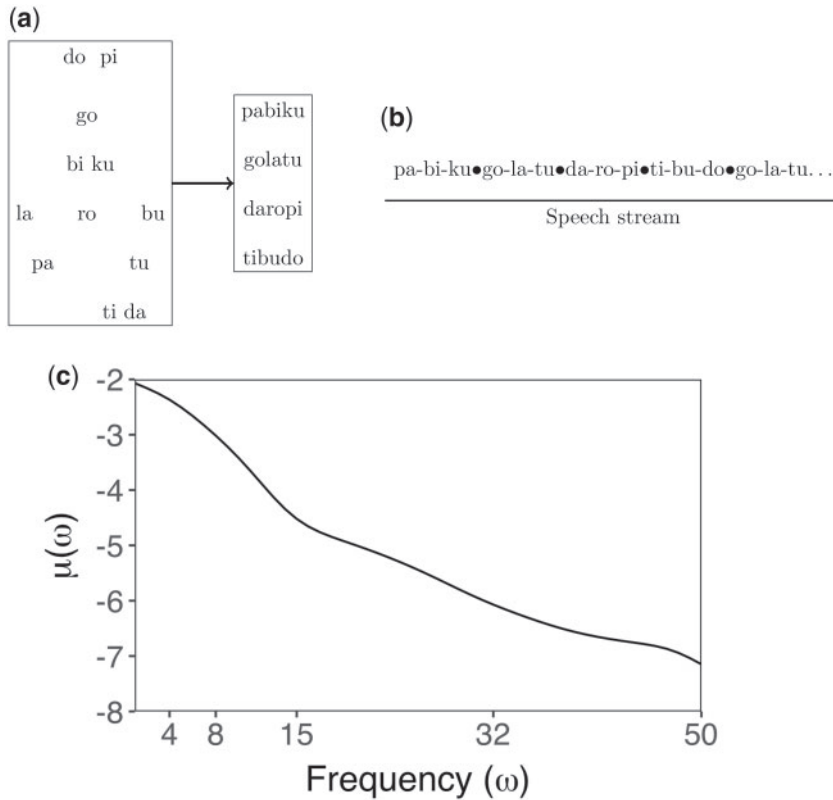 (a)
do pi
go
bi ku
la ro bu
pa tu
ti da
pabiku
golatu
daropi
tibudo
(b)
pa-bi-ku●go-la-tu●da-ro-pi●ti-bu-do●go-la-tu...
Speech stream
(c)
-2
-3
-4
-5
-6
-7
-8
μ(ω)
4 8 15 32 50
Frequency (ω)